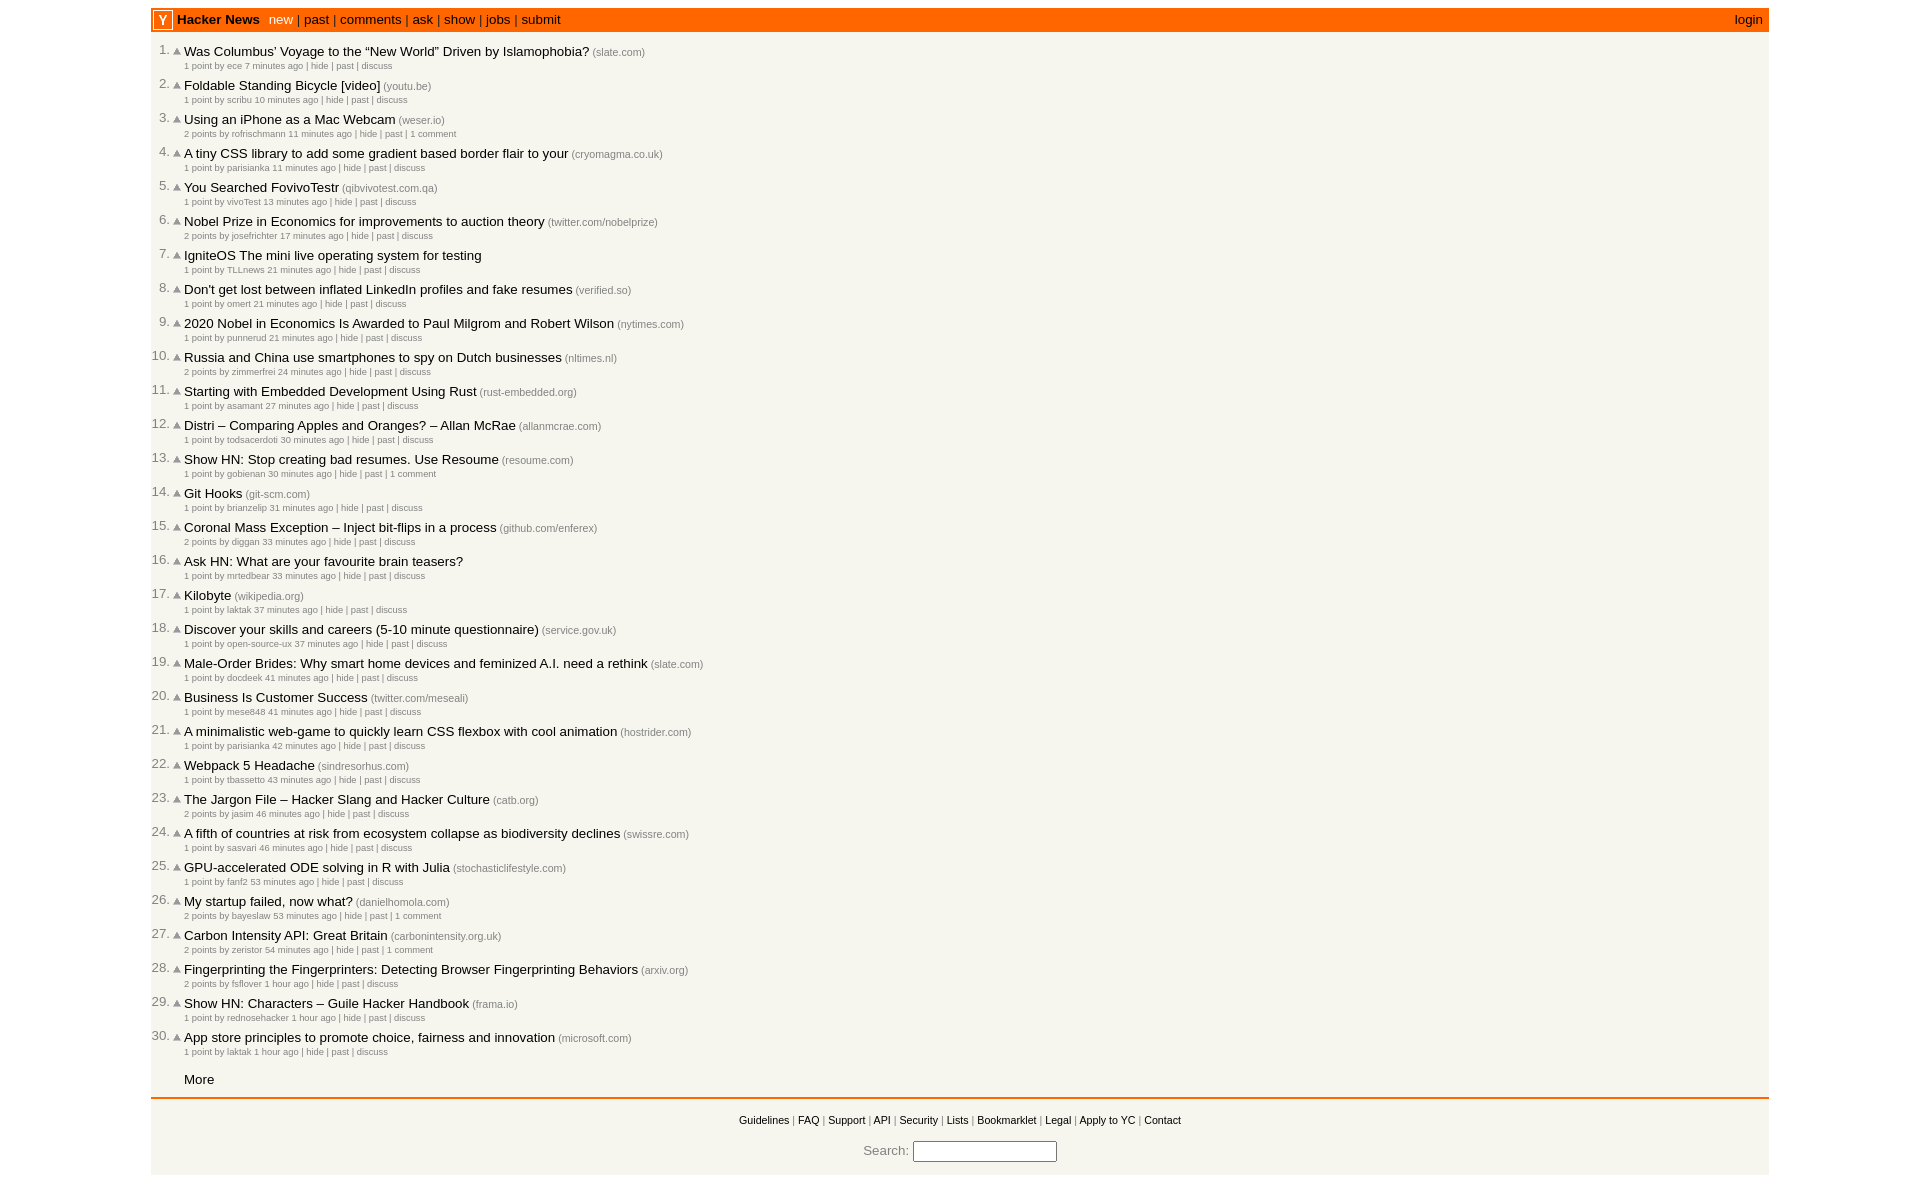 Y Hacker News new | past | comments | ask | show | jobs | submit login
1. Was Columbus’ Voyage to the “New World” Driven by Islamophobia? (slate.com)
1 point by ece 7 minutes ago | hide | past | discuss
2. Foldable Standing Bicycle [video] (youtu.be)
1 point by scribu 10 minutes ago | hide | past | discuss
3. Using an iPhone as a Mac Webcam (weser.io)
2 points by rofrischmann 11 minutes ago | hide | past | 1 comment
4. A tiny CSS library to add some gradient based border flair to your (cryomagma.co.uk)
1 point by parisianka 11 minutes ago | hide | past | discuss
5. You Searched FovivoTestr (qibvivotest.com.qa)
1 point by vivoTest 13 minutes ago | hide | past | discuss
6. Nobel Prize in Economics for improvements to auction theory (twitter.com/nobelprize)
2 points by josefrichter 17 minutes ago | hide | past | discuss
7. IgniteOS The mini live operating system for testing
1 point by TLLnews 21 minutes ago | hide | past | discuss
8. Don't get lost between inflated LinkedIn profiles and fake resumes (verified.so)
1 point by omert 21 minutes ago | hide | past | discuss
9. 2020 Nobel in Economics Is Awarded to Paul Milgrom and Robert Wilson (nytimes.com)
1 point by punnerud 21 minutes ago | hide | past | discuss
10. Russia and China use smartphones to spy on Dutch businesses (nltimes.nl)
2 points by zimmerfrei 24 minutes ago | hide | past | discuss
11. Starting with Embedded Development Using Rust (rust-embedded.org)
1 point by asamant 27 minutes ago | hide | past | discuss
12. Distri – Comparing Apples and Oranges? – Allan McRae (allanmcrae.com)
1 point by todsacerdoti 30 minutes ago | hide | past | discuss
13. Show HN: Stop creating bad resumes. Use Resoume (resoume.com)
1 point by gobienan 30 minutes ago | hide | past | 1 comment
14. Git Hooks (git-scm.com)
1 point by brianzelip 31 minutes ago | hide | past | discuss
15. Coronal Mass Exception – Inject bit-flips in a process (github.com/enferex)
2 points by diggan 33 minutes ago | hide | past | discuss
16. Ask HN: What are your favourite brain teasers?
1 point by mrtedbear 33 minutes ago | hide | past | discuss
17. Kilobyte (wikipedia.org)
1 point by laktak 37 minutes ago | hide | past | discuss
18. Discover your skills and careers (5-10 minute questionnaire) (service.gov.uk)
1 point by open-source-ux 37 minutes ago | hide | past | discuss
19. Male-Order Brides: Why smart home devices and feminized A.I. need a rethink (slate.com)
1 point by docdeek 41 minutes ago | hide | past | discuss
20. Business Is Customer Success (twitter.com/meseali)
1 point by mese848 41 minutes ago | hide | past | discuss
21. A minimalistic web-game to quickly learn CSS flexbox with cool animation (hostrider.com)
1 point by parisianka 42 minutes ago | hide | past | discuss
22. Webpack 5 Headache (sindresorhus.com)
1 point by tbassetto 43 minutes ago | hide | past | discuss
23. The Jargon File – Hacker Slang and Hacker Culture (catb.org)
2 points by jasim 46 minutes ago | hide | past | discuss
24. A fifth of countries at risk from ecosystem collapse as biodiversity declines (swissre.com)
1 point by sasvari 46 minutes ago | hide | past | discuss
25. GPU-accelerated ODE solving in R with Julia (stochasticlifestyle.com)
1 point by fanf2 53 minutes ago | hide | past | discuss
26. My startup failed, now what? (danielhomola.com)
2 points by bayeslaw 53 minutes ago | hide | past | 1 comment
27. Carbon Intensity API: Great Britain (carbonintensity.org.uk)
2 points by zeristor 54 minutes ago | hide | past | 1 comment
28. Fingerprinting the Fingerprinters: Detecting Browser Fingerprinting Behaviors (arxiv.org)
2 points by fsflover 1 hour ago | hide | past | discuss
29. Show HN: Characters – Guile Hacker Handbook (frama.io)
1 point by rednosehacker 1 hour ago | hide | past | discuss
30. App store principles to promote choice, fairness and innovation (microsoft.com)
1 point by laktak 1 hour ago | hide | past | discuss
More
Guidelines | FAQ | Support | API | Security | Lists | Bookmarklet | Legal | Apply to YC | Contact
Search: